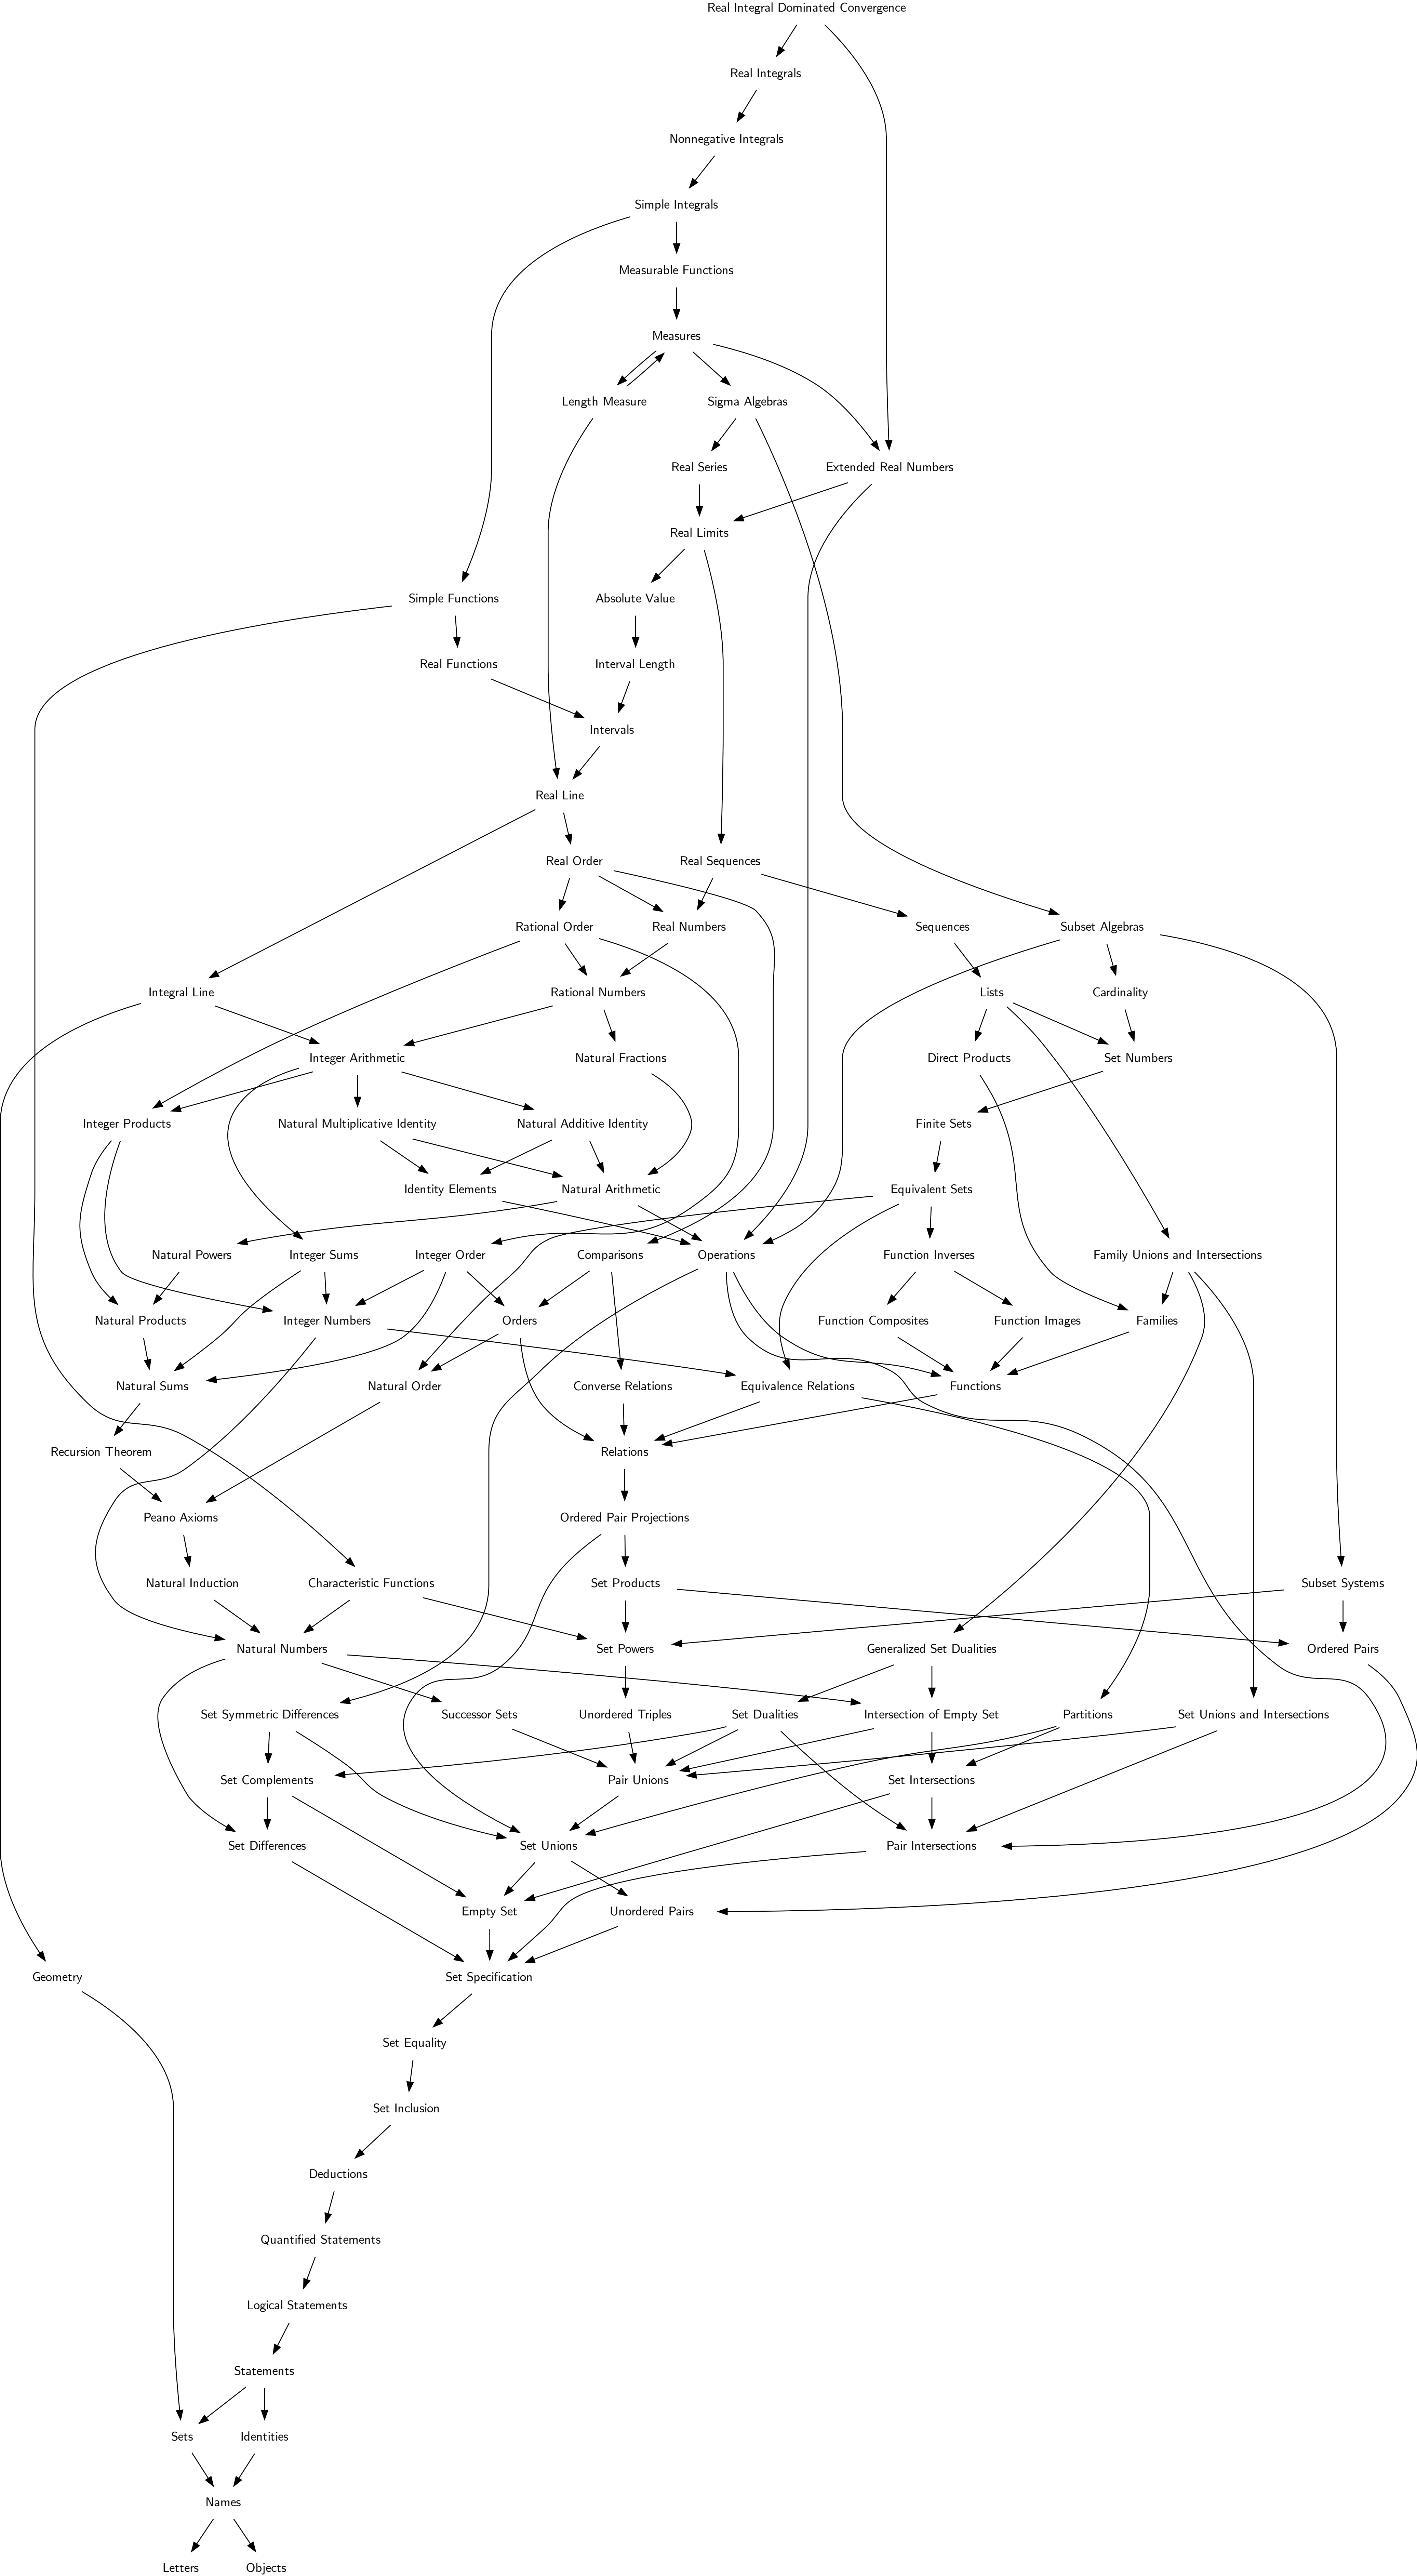 Real Integral Dominated Convergence
Real Integrals
Nonnegative Integrals
Simple Integrals
Measurable Functions
Measures
Length Measure
Sigma Algebras
Real Series
Extended Real Numbers
Real Limits
Simple Functions
Absolute Value
Real Functions
Interval Length
Intervals
Real Line
Real Order
Real Sequences
Rational Order
Real Numbers
Sequences
Subset Algebras
Integral Line
Rational Numbers
Lists
Cardinality
Integer Arithmetic
Natural Fractions
Direct Products
Set Numbers
Integer Products
Natural Multiplicative Identity
Natural Additive Identity
Finite Sets
Identity Elements
Natural Arithmetic
Equivalent Sets
Natural Powers
Integer Sums
Integer Order
Comparisons
Operations
Function Inverses
Family Unions and Intersections
Natural Products
Integer Numbers
Orders
Function Composites
Function Images
Families
Natural Sums
Natural Order
Converse Relations
Equivalence Relations
Functions
Recursion Theorem
Relations
Peano Axioms
Ordered Pair Projections
Natural Induction
Characteristic Functions
Set Products
Subset Systems
Natural Numbers
Set Powers
Generalized Set Dualities
Ordered Pairs
Set Symmetric Differences
Successor Sets
Unordered Triples
Set Dualities
Intersection of Empty Set
Partitions
Set Unions and Intersections
Set Complements
Pair Unions
Set Intersections
Set Differences
Set Unions
Pair Intersections
Empty Set
Unordered Pairs
Geometry
Set Specification
Set Equality
Set Inclusion
Deductions
Quantified Statements
Logical Statements
Statements
Sets
Identities
Names
Letters
Objects